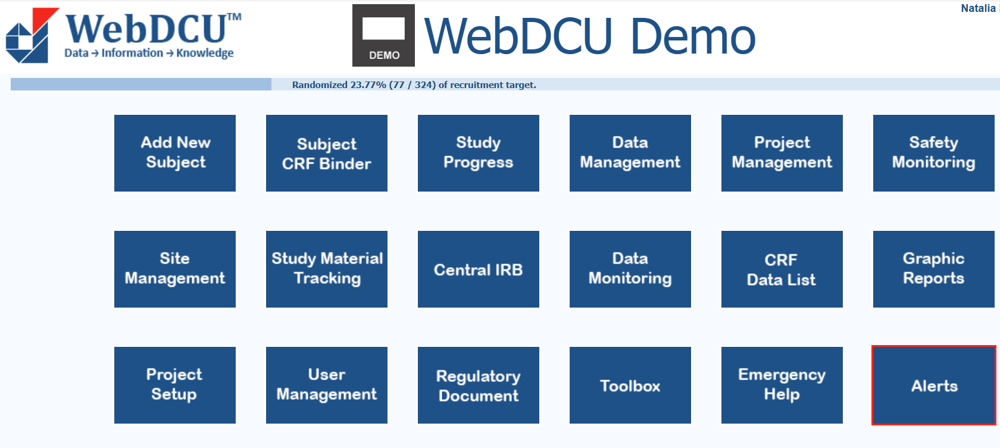 WebDCU™
Data → Information → Knowledge
DEMO
WebDCU Demo
Natalia
Randomized 23.77% (77 / 324) of recruitment target.
Add New
Subject
Subject
CRF Binder
Study
Progress
Data
Management
Project
Management
Safety
Monitoring
Site
Management
Study Material
Tracking
Central IRB
Data
Monitoring
CRF
Data List
Graphic
Reports
Project
Setup
User
Management
Regulatory
Document
Toolbox
Emergency
Help
Alerts